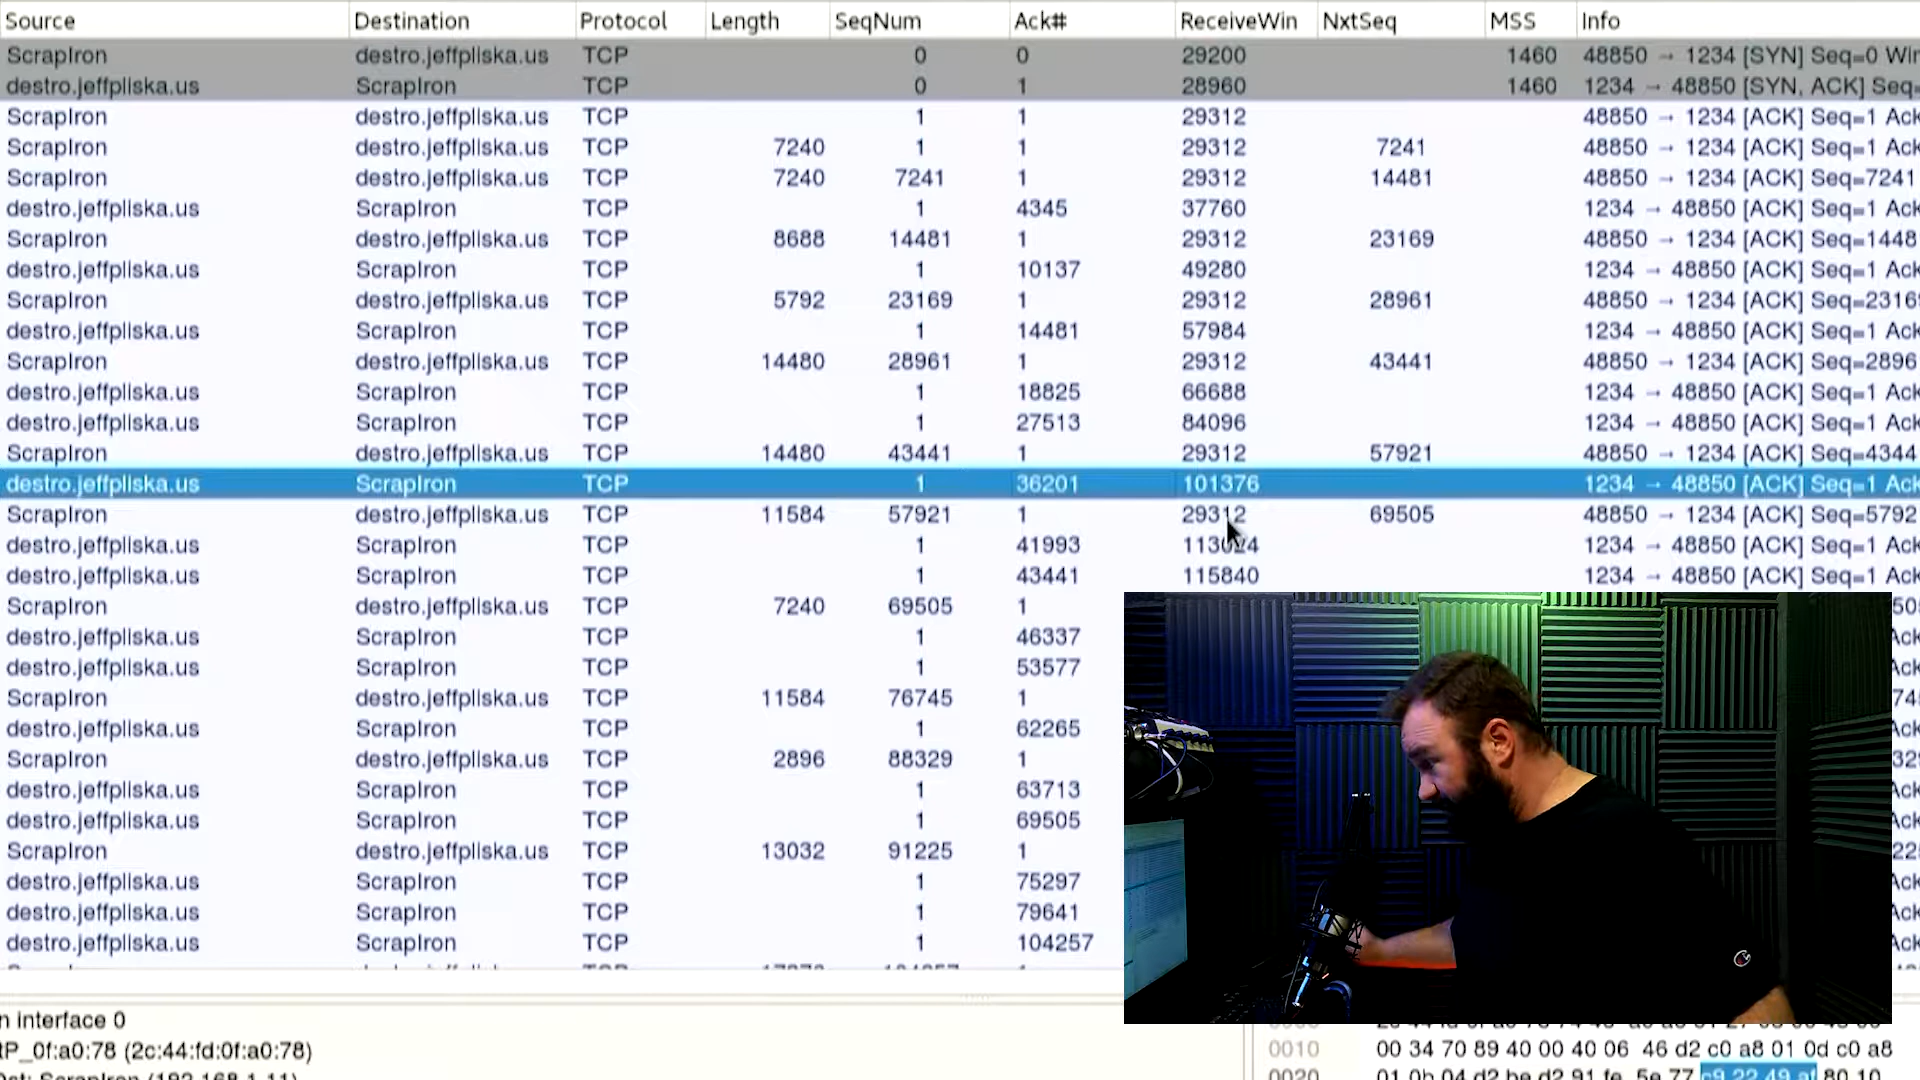 Source Destination Protocol Length SeqNum Ack# ReceiveWin NxtSeq MSS Info
ScrapIron destro.jeffpliska.us TCP 0 0 29200 1460 48850 → 1234 [SYN] Seq=0 Win
destro.jeffpliska.us ScrapIron TCP 0 1 28960 1460 1234 → 48850 [SYN, ACK] Seq=
ScrapIron destro.jeffpliska.us TCP 1 1 29312 48850 → 1234 [ACK] Seq=1 Ack
ScrapIron destro.jeffpliska.us TCP 7240 1 1 29312 7241 48850 → 1234 [ACK] Seq=1 Ack
ScrapIron destro.jeffpliska.us TCP 7240 7241 1 29312 14481 48850 → 1234 [ACK] Seq=7241
destro.jeffpliska.us ScrapIron TCP 1 4345 37760 1234 → 48850 [ACK] Seq=1 Ack
ScrapIron destro.jeffpliska.us TCP 8688 14481 1 29312 23169 48850 → 1234 [ACK] Seq=1448
destro.jeffpliska.us ScrapIron TCP 1 10137 49280 1234 → 48850 [ACK] Seq=1 Ack
ScrapIron destro.jeffpliska.us TCP 5792 23169 1 29312 28961 48850 → 1234 [ACK] Seq=2316
destro.jeffpliska.us ScrapIron TCP 1 14481 57984 1234 → 48850 [ACK] Seq=1 Ack
ScrapIron destro.jeffpliska.us TCP 14480 28961 1 29312 43441 48850 → 1234 [ACK] Seq=2896
destro.jeffpliska.us ScrapIron TCP 1 18825 66688 1234 → 48850 [ACK] Seq=1 Ack
destro.jeffpliska.us ScrapIron TCP 1 27513 84096 1234 → 48850 [ACK] Seq=1 Ack
ScrapIron destro.jeffpliska.us TCP 14480 43441 1 29312 57921 48850 → 1234 [ACK] Seq=4344
destro.jeffpliska.us ScrapIron TCP 1 36201 101376 1234 → 48850 [ACK] Seq=1 Ack
ScrapIron destro.jeffpliska.us TCP 11584 57921 1 29312 69505 48850 → 1234 [ACK] Seq=5792
destro.jeffpliska.us ScrapIron TCP 1 41993 113024 1234 → 48850 [ACK] Seq=1 Ack
destro.jeffpliska.us ScrapIron TCP 1 43441 115840 1234 → 48850 [ACK] Seq=1 Ack
ScrapIron destro.jeffpliska.us TCP 7240 69505 1
destro.jeffpliska.us ScrapIron TCP 1 46337 Ack
destro.jeffpliska.us ScrapIron TCP 1 53577 Ack
ScrapIron destro.jeffpliska.us TCP 11584 76745 1
destro.jeffpliska.us ScrapIron TCP 1 62265 Ack
ScrapIron destro.jeffpliska.us TCP 2896 88329 1
destro.jeffpliska.us ScrapIron TCP 1 63713 Ack
destro.jeffpliska.us ScrapIron TCP 1 69505 Ack
ScrapIron destro.jeffpliska.us TCP 13032 91225 1
destro.jeffpliska.us ScrapIron TCP 1 75297 Ack
destro.jeffpliska.us ScrapIron TCP 1 79641 Ack
destro.jeffpliska.us ScrapIron TCP 1 104257 Ack
n interface 0
P_0f:a0:78 (2c:44:fd:0f:a0:78)
0010 00 34 70 89 40 00 40 06 46 d2 c0 a8 01 0d c0 a8